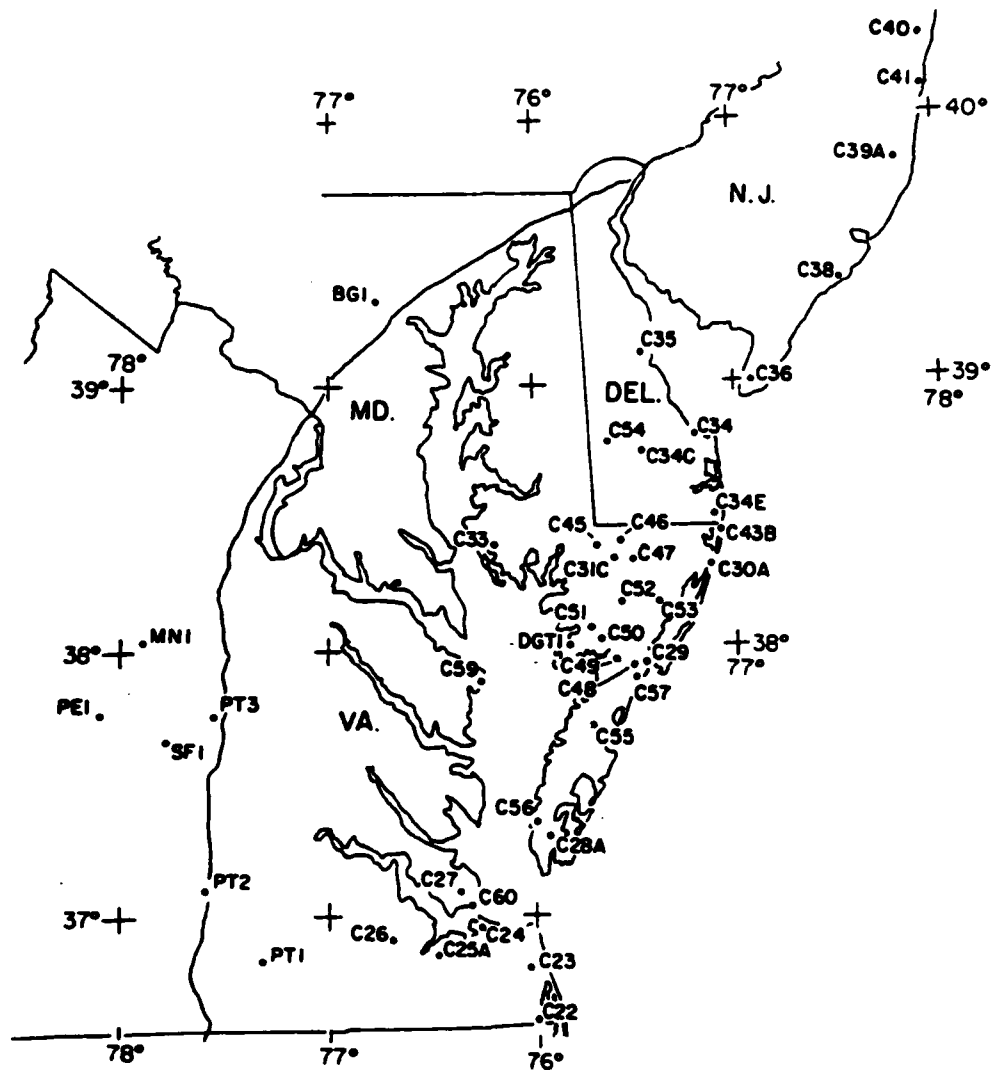 C40
C41
77° 76° 77° 40°
C39A
N.J.
C38
BG1
C35
78°
39° C36 39°
78°
MD. DEL.
C54 C34
C34C
C34E
C45 C46 C43B
C33
C31C C47 C30A
C52
C51 C53
DGT1 C50
MN1 38°
38° C49 C29 77°
C59
C48
C57
PE1 PT3
VA.
SF1 C55
C56
C28A
PT2 C27 C60
37°
C26 C24
PT1 C25A C23
C22
71
78° 77° 76°